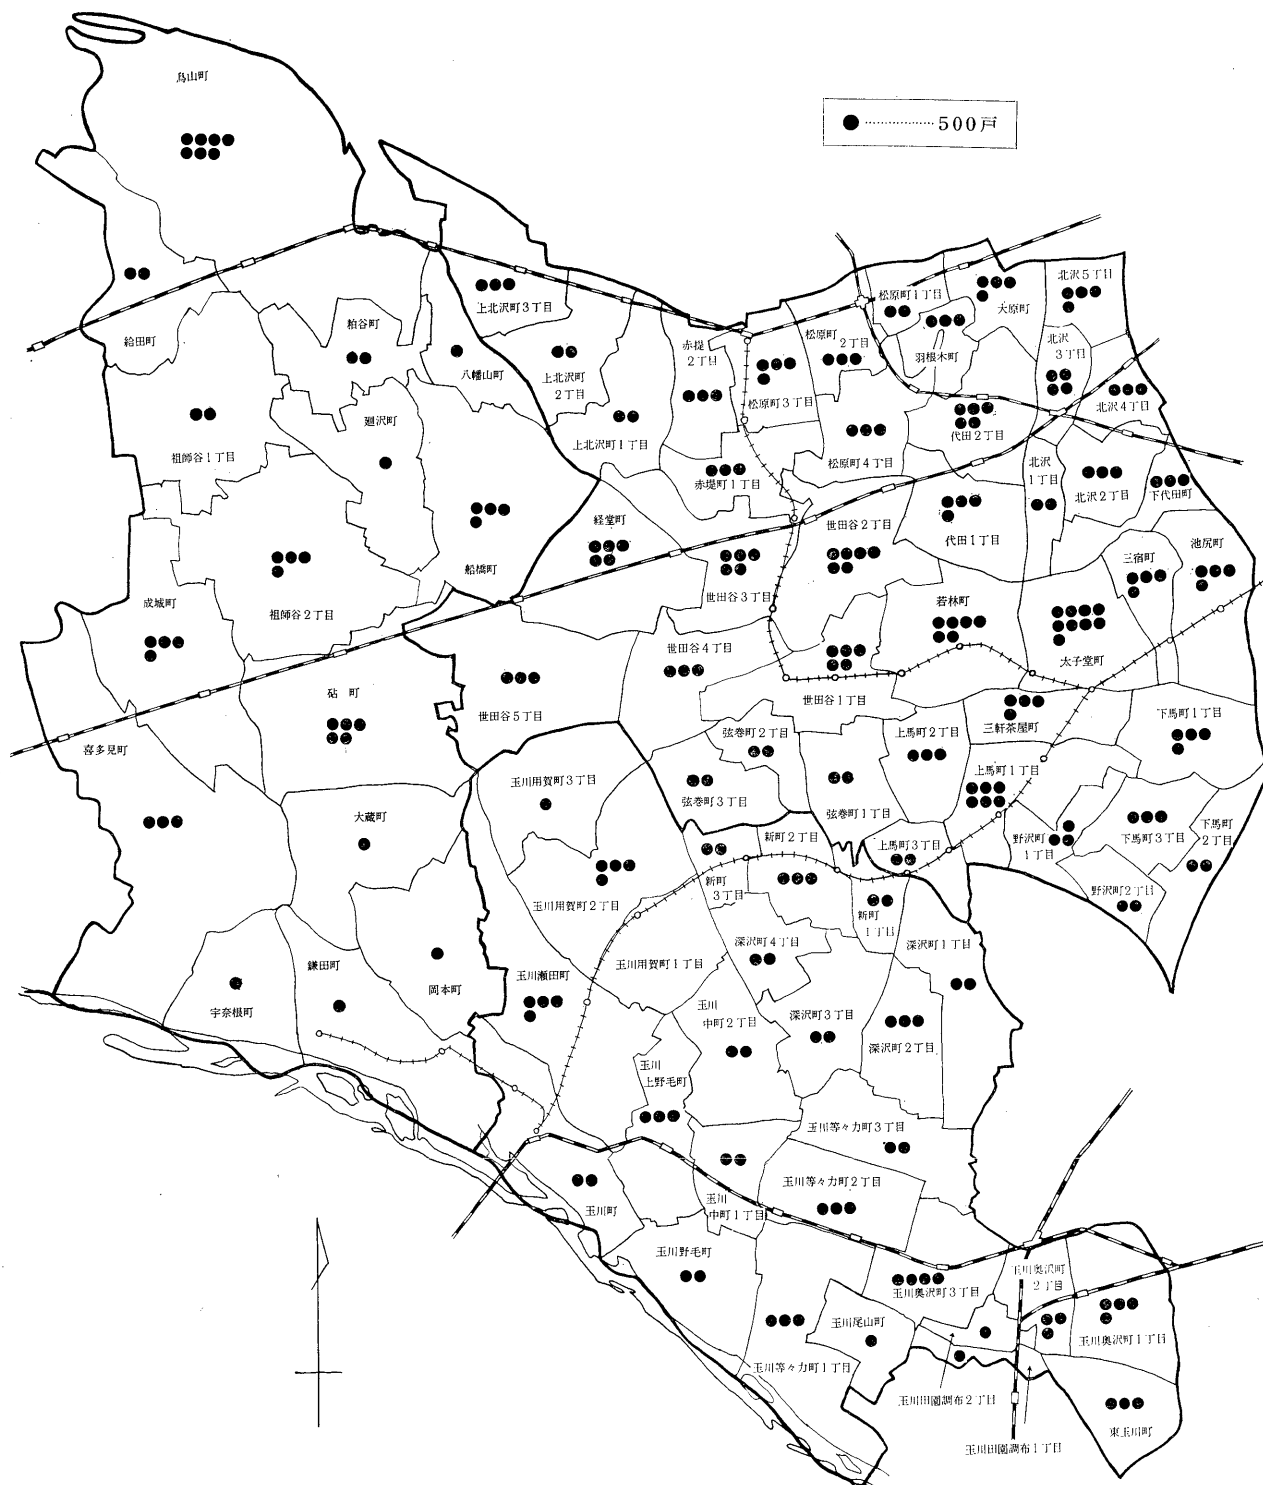 烏山町
●‥‥‥‥500戸
北沢5丁目
松原町1丁目
大原町
上北沢町3丁目
給田町
粕谷町
赤堤
2丁目
松原町
2丁目
羽根木町
北沢
3丁目
八幡山町
上北沢町
2丁目
松原町3丁目
北沢4丁目
廻沢町
上北沢町1丁目
代田2丁目
祖師谷1丁目
赤堤町1丁目
松原町4丁目
北沢
1丁目
北沢2丁目
下代田町
経堂町
世田谷2丁目
代田1丁目
三宿町
池尻町
船橋町
成城町
祖師谷2丁目
世田谷3丁目
若林町
世田谷4丁目
太子堂町
砧 町
世田谷5丁目
世田谷1丁目
下馬町1丁目
喜多見町
弦巻町2丁目
上馬町2丁目
三軒茶屋町
玉川用賀町3丁目
弦巻町3丁目
弦巻町1丁目
上馬町1丁目
大蔵町
新町2丁目
上馬町3丁目
野沢町
1丁目
下馬町3丁目
下馬町
2丁目
新町
3丁目
野沢町2丁目
玉川用賀町2丁目
新町
1丁目
深沢町4丁目
深沢町1丁目
鎌田町
岡本町
玉川瀬田町
玉川用賀町1丁目
宇奈根町
玉川
中町2丁目
深沢町3丁目
深沢町2丁目
玉川
上野毛町
玉川等々力町3丁目
玉川等々力町2丁目
玉川町
玉川
中町1丁目
玉川野毛町
玉川奥沢町3丁目
玉川奥沢町
2丁目
玉川尾山町
玉川奥沢町1丁目
玉川等々力町1丁目
玉川田園調布2丁目
東玉川町
玉川田園調布1丁目